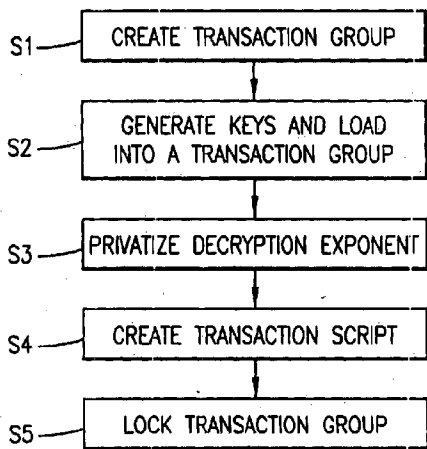 S1 CREATE TRANSACTION GROUP
S2 GENERATE KEYS AND LOAD
INTO A TRANSACTION GROUP
S3 PRIVATIZE DECRYPTION EXPONENT
S4 CREATE TRANSACTION SCRIPT
S5 LOCK TRANSACTION GROUP